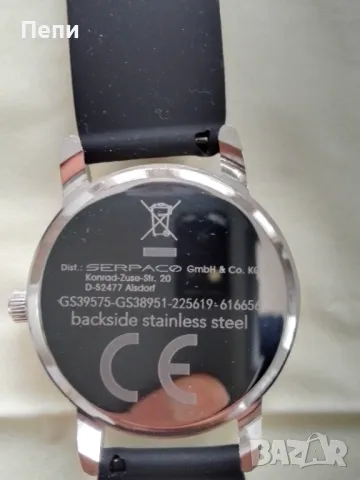 Пепи
Dist.: SERPACO GmbH & Co. KG
Konrad-Zuse-Str. 20
D-52477 Alsdorf
GS39575-GS38951-225619-616656
backside stainless steel
CE
BAZAR